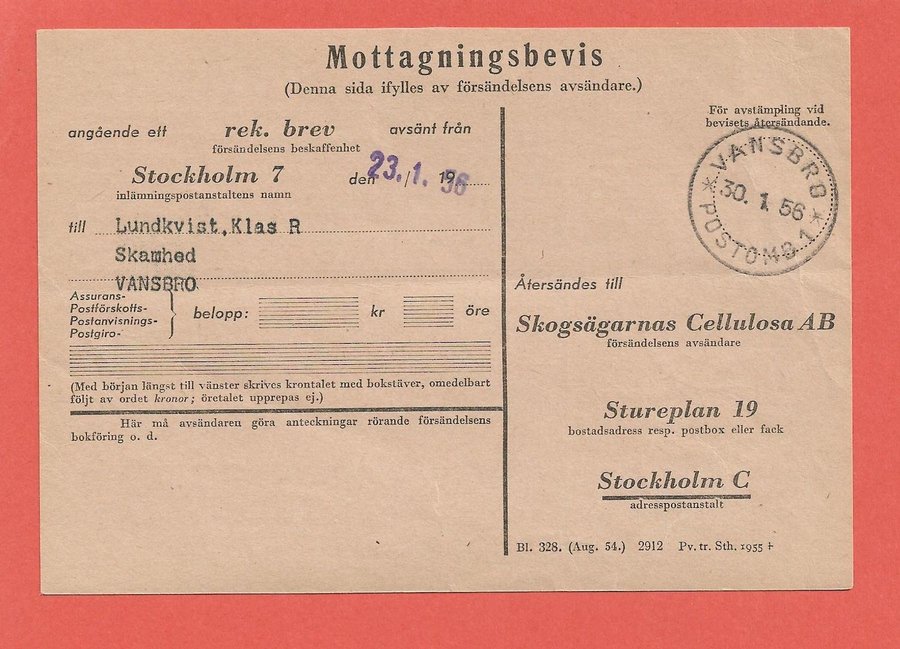 Mottagningsbevis
(Denna sida ifylles av försändelsens avsändare.)
angående ett rek. brev avsänt från
försändelsens beskaffenhet
Stockholm 7 den 23./1. 1956
inlämningspostanstaltens namn
till Lundkvist, Klas R
Skamhed
VANSBRO
Assurans-
Postförskotts-
Postanvisnings-
Postgiro-
belopp: kr öre
(Med början längst till vänster skrives krontalet med bokstäver, omedelbart
följt av ordet kronor; öretalet upprepas ej.)
Här må avsändaren göra anteckningar rörande försändelsens
bokföring o. d.
För avstämpling vid
bevisets återsändande.
* VANSBRO *
30. 1. 56
POSTOMB 1
Återsändes till
Skogsägarnas Cellulosa AB
försändelsens avsändare
Stureplan 19
bostadsadress resp. postbox eller fack
Stockholm C
adresspostanstalt
Bl. 328. (Aug. 54.) 2912 Pv. tr. Sth. 1955 ‡